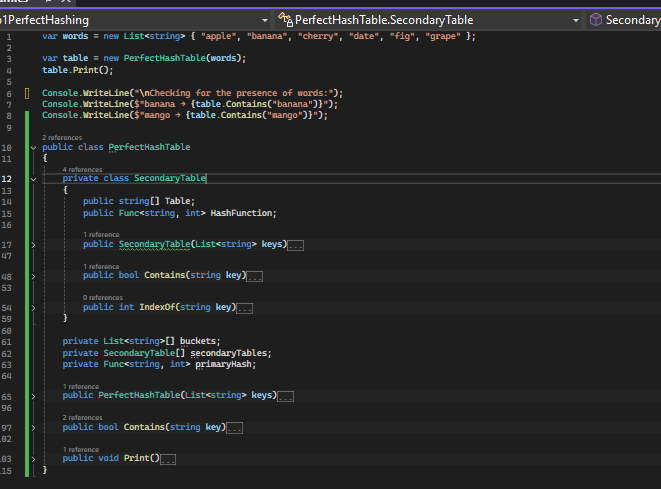 o1PerfectHashing
PerfectHashTable.SecondaryTable
Secondary
1 var words = new List<string> { "apple", "banana", "cherry", "date", "fig", "grape" };
2
3 var table = new PerfectHashTable(words);
4 table.Print();
5
6 Console.WriteLine("\nChecking for the presence of words:");
7 Console.WriteLine($"banana → {table.Contains("banana")}");
8 Console.WriteLine($"mango → {table.Contains("mango")}");
9
2 references
10 public class PerfectHashTable
11 {
4 references
12 private class SecondaryTable
13 {
14 public string[] Table;
15 public Func<string, int> HashFunction;
16
1 reference
17 public SecondaryTable(List<string> keys)...
47
1 reference
48 public bool Contains(string key)...
53
0 references
54 public int IndexOf(string key)...
59 }
60
61 private List<string>[] buckets;
62 private SecondaryTable[] secondaryTables;
63 private Func<string, int> primaryHash;
64
1 reference
65 public PerfectHashTable(List<string> keys)...
96
2 references
97 public bool Contains(string key)...
102
1 reference
103 public void Print()...
115 }